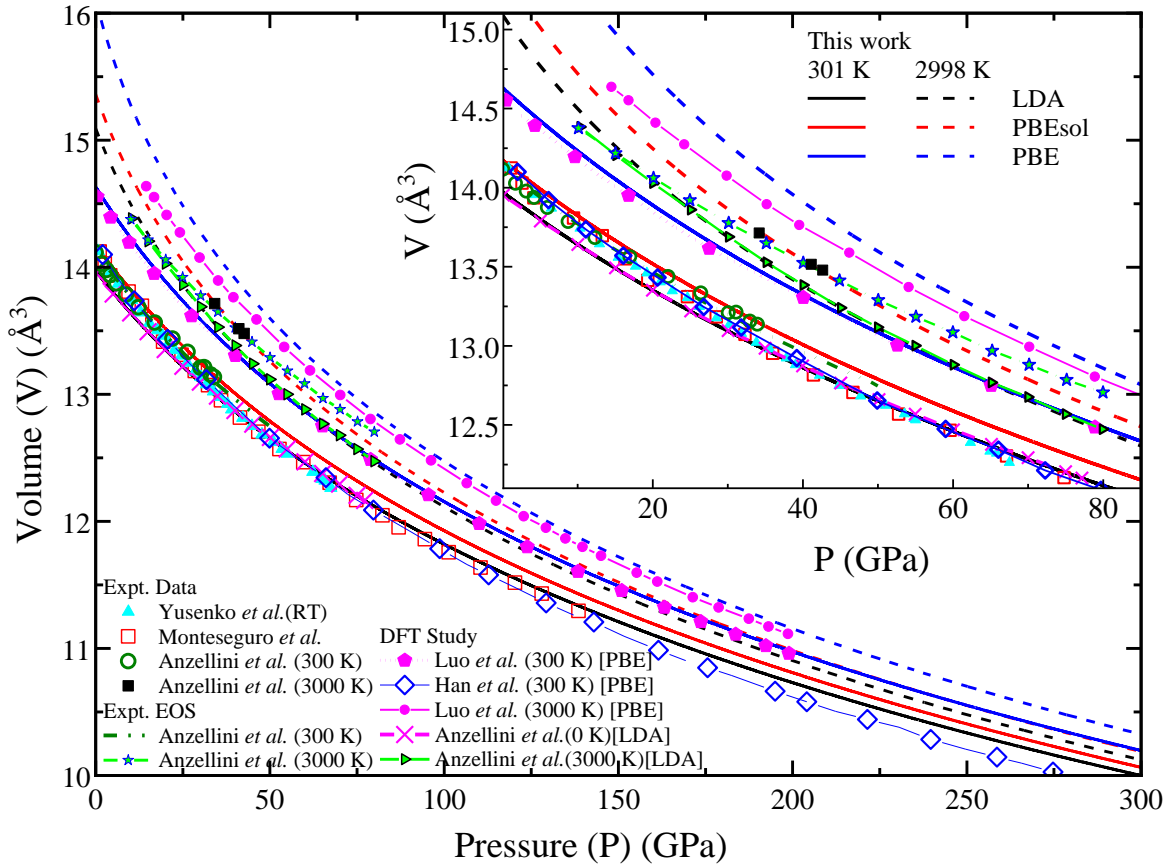 16
15
14
13
12
11
10
Volume (V) (Å³)
0 50 100 150 200 250 300
Pressure (P) (GPa)
15.0
14.5
14.0
13.5
13.0
12.5
V (Å³)
20 40 60 80
P (GPa)
This work
301 K 2998 K
LDA
PBEsol
PBE
Expt. Data
Yusenko et al.(RT)
Monteseguro et al.
Anzellini et al. (300 K)
Anzellini et al. (3000 K)
Expt. EOS
Anzellini et al. (300 K)
Anzellini et al. (3000 K)
DFT Study
Luo et al. (300 K) [PBE]
Han et al. (300 K) [PBE]
Luo et al. (3000 K) [PBE]
Anzellini et al.(0 K)[LDA]
Anzellini et al.(3000 K)[LDA]